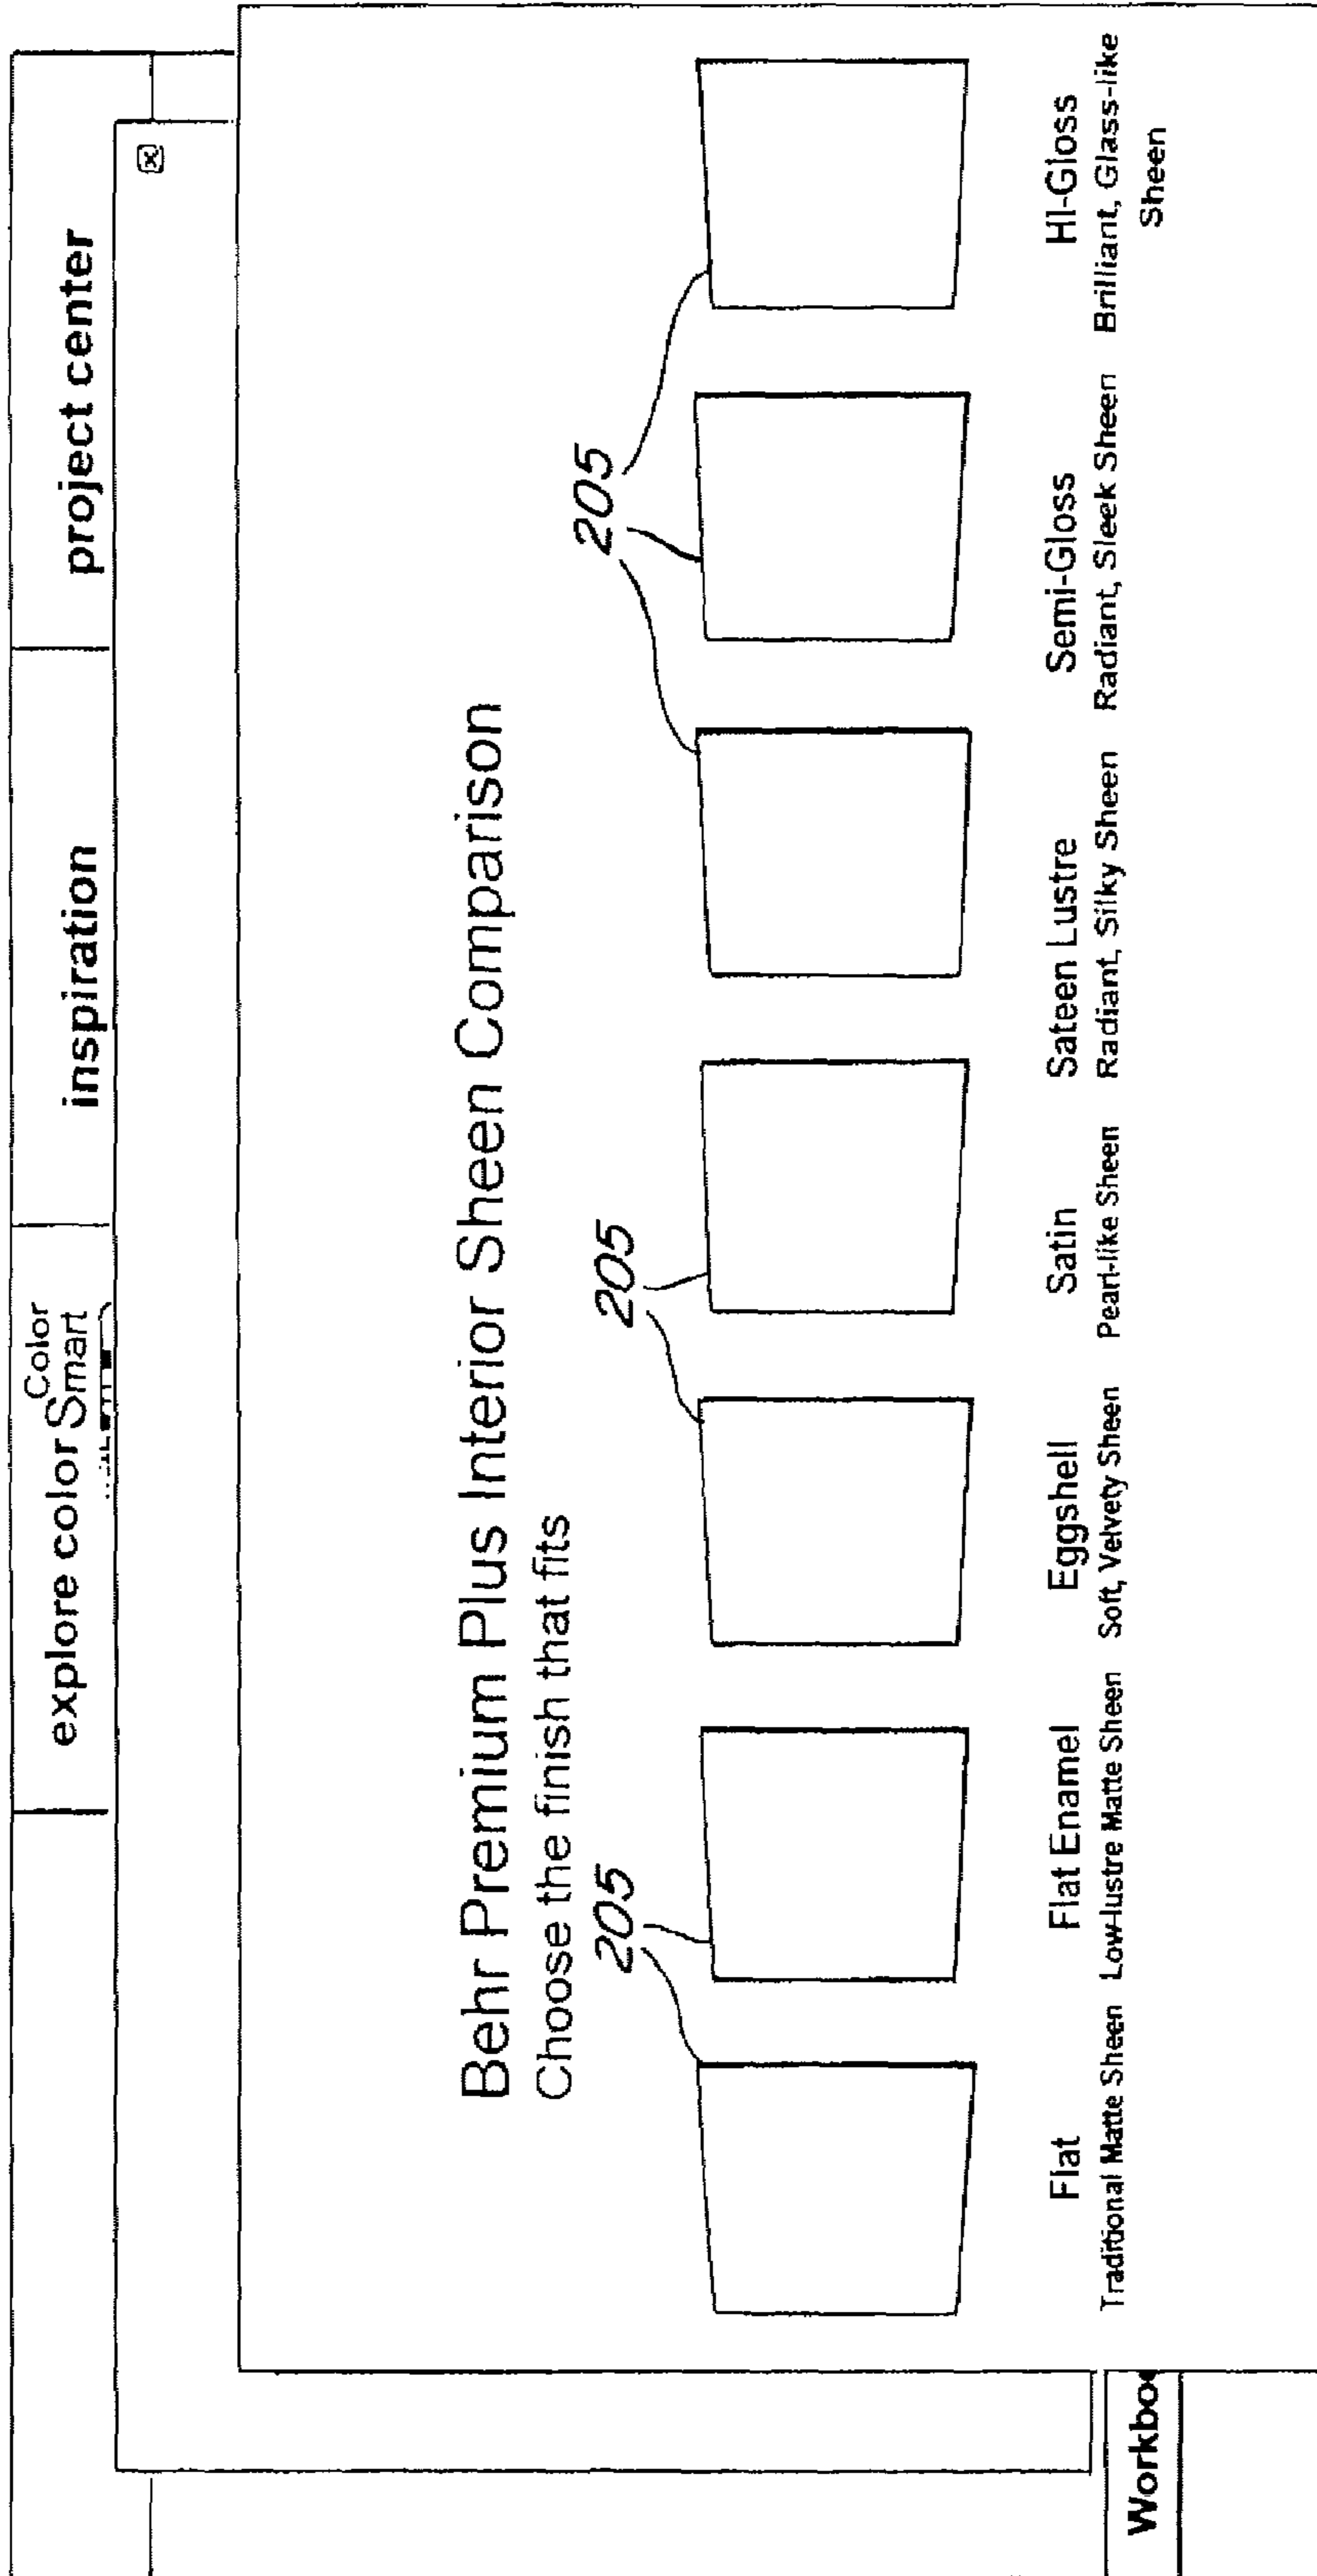 explore color
Color
Smart
inspiration
project center
Behr Premium Plus Interior Sheen Comparison
Choose the finish that fits
205
205
205
Flat
Traditional Matte Sheen
Flat Enamel
Low-lustre Matte Sheen
Eggshell
Soft, Velvety Sheen
Satin
Pearl-like Sheen
Sateen Lustre
Radiant, Silky Sheen
Semi-Gloss
Radiant, Sleek Sheen
HI-Gloss
Brilliant, Glass-like
Sheen